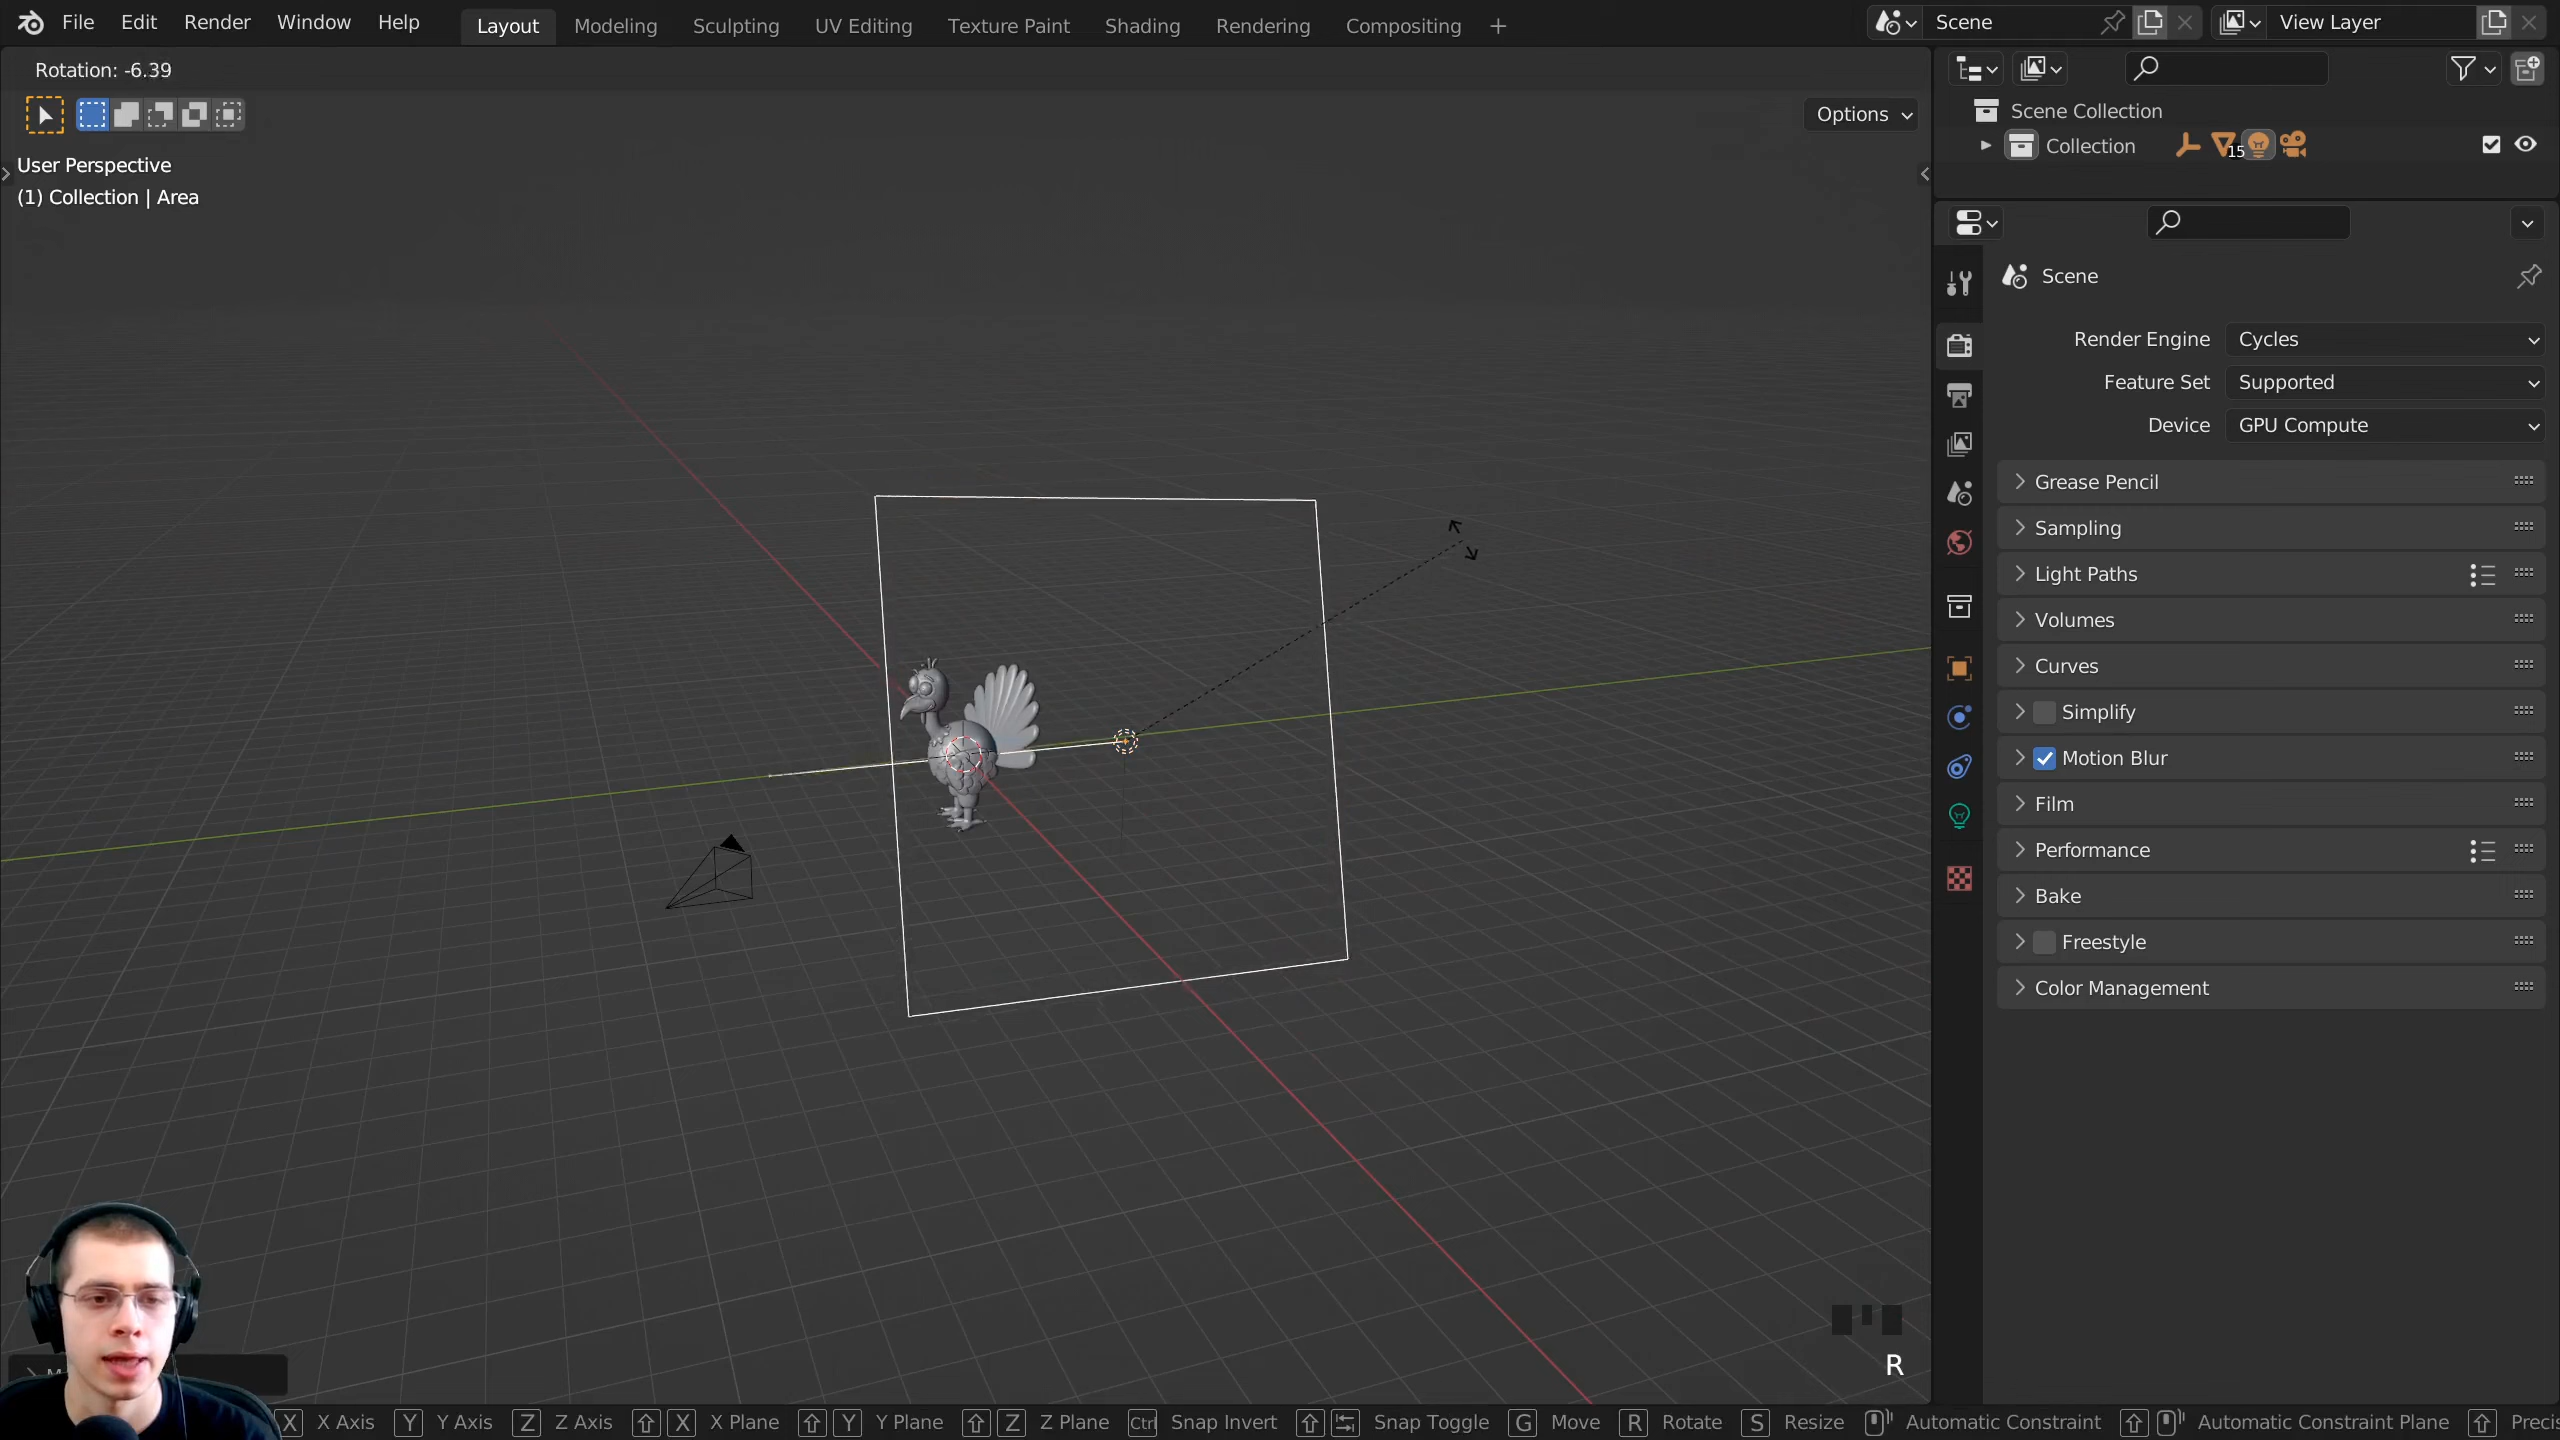 File Edit Render Window Help Layout Modeling Sculpting UV Editing Texture Paint Shading Rendering Compositing + Scene View Layer
Rotation: -6.39
Options
User Perspective
(1) Collection | Area
Scene Collection
Collection 15
Scene
Render Engine Cycles
Feature Set Supported
Device GPU Compute
Grease Pencil
Sampling
Light Paths
Volumes
Curves
Simplify
Motion Blur
Film
Performance
Bake
Freestyle
Color Management
R
X X Axis Y Y Axis Z Z Axis X X Plane Y Y Plane Z Z Plane Ctrl Snap Invert Snap Toggle G Move R Rotate S Resize Automatic Constraint Automatic Constraint Plane